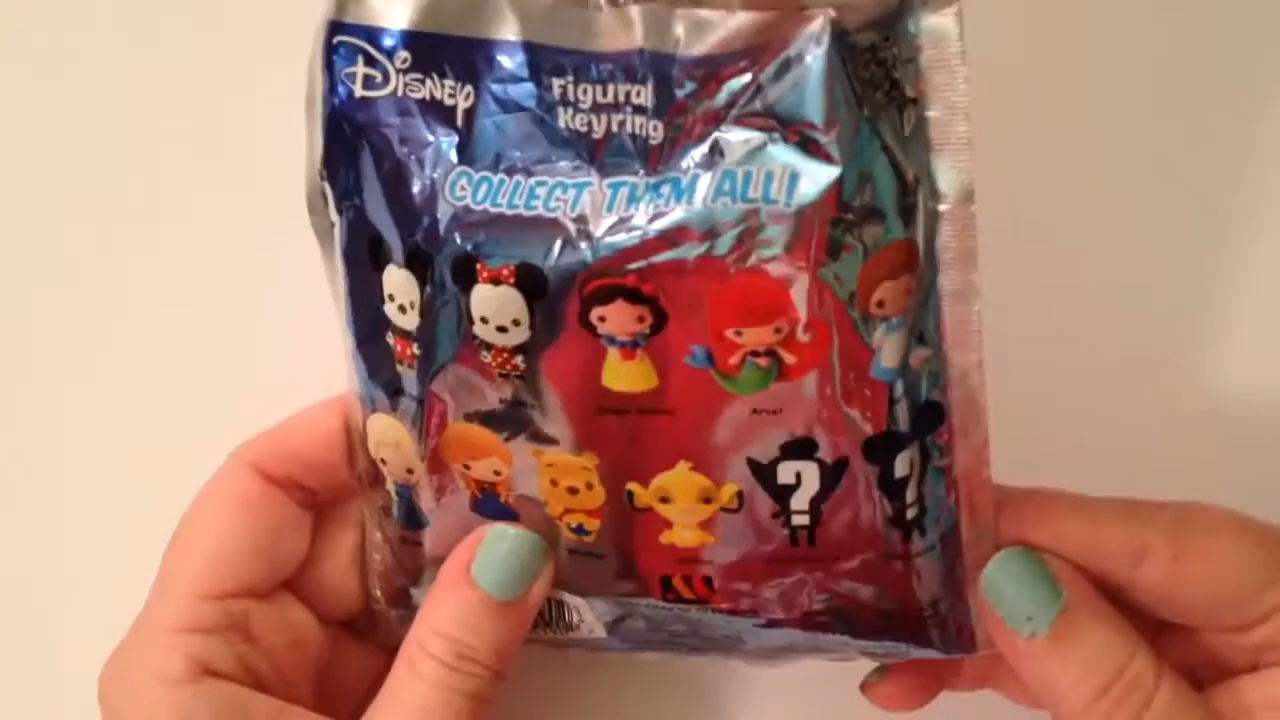 Disney
Figural
Keyring
COLLECT THEM ALL!
Ariel
?
?